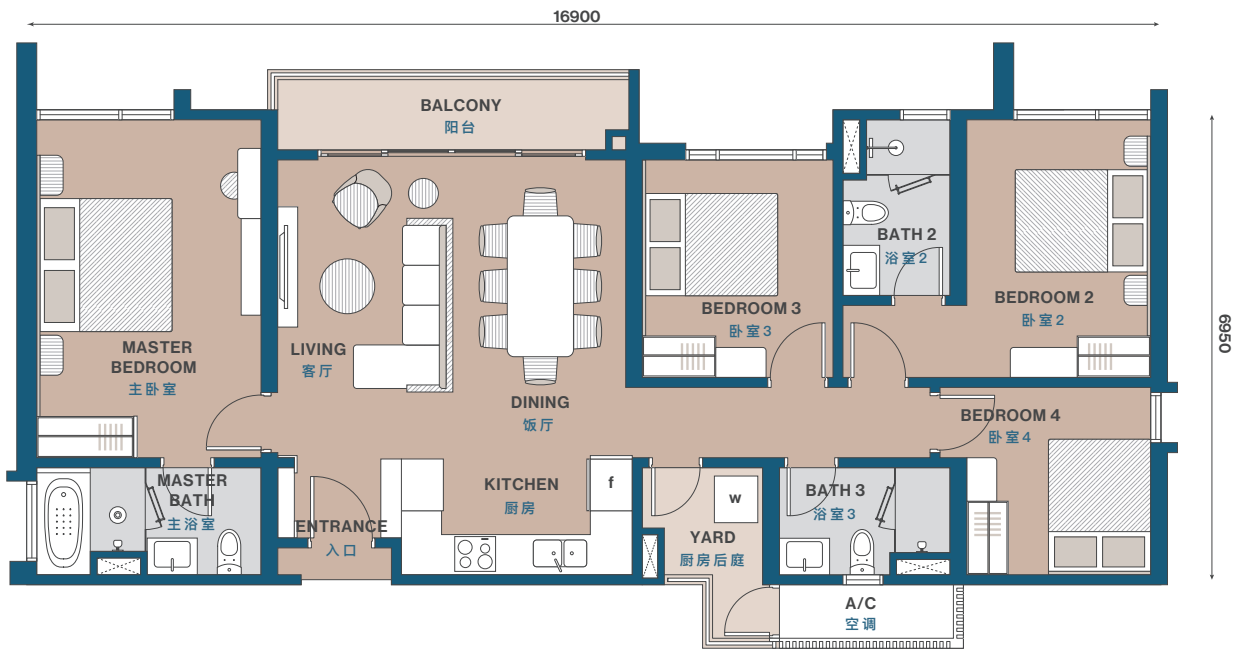 16900
BALCONY
阳台
BATH 2
浴室2
BEDROOM 2
卧室2
BEDROOM 3
卧室3
6950
MASTER
BEDROOM
主卧室
LIVING
客厅
DINING
饭厅
BEDROOM 4
卧室4
MASTER
BATH
主浴室
ENTRANCE
入口
KITCHEN
厨房
f
w
YARD
厨房后庭
BATH 3
浴室3
A/C
空调